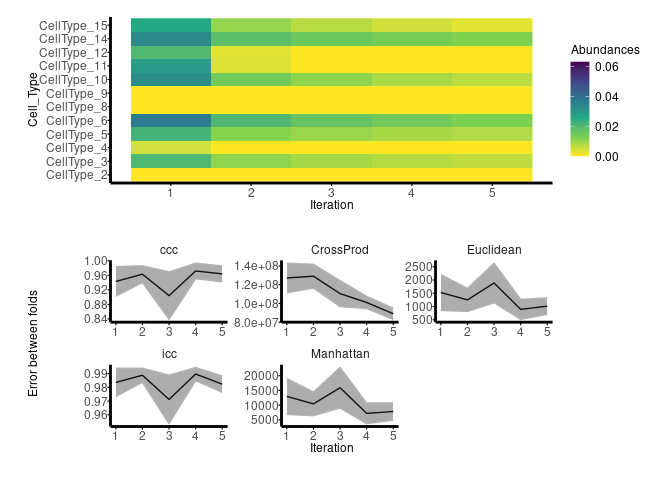 CellType_15
CellType_14
CellType_12
CellType_11
CellType_10
CellType_9
CellType_8
CellType_6
CellType_5
CellType_4
CellType_3
CellType_2
Cell_Type
1 2 3 4 5
Iteration
Abundances
0.06
0.04
0.02
0.00
Error between folds
ccc
1.00
0.96
0.92
0.88
0.84
1 2 3 4 5
CrossProd
1.4e+08
1.2e+08
1.0e+08
8.0e+07
1 2 3 4 5
Euclidean
2500
2000
1500
1000
500
1 2 3 4 5
icc
0.99
0.98
0.97
0.96
1 2 3 4 5
Manhattan
20000
15000
10000
5000
1 2 3 4 5
Iteration